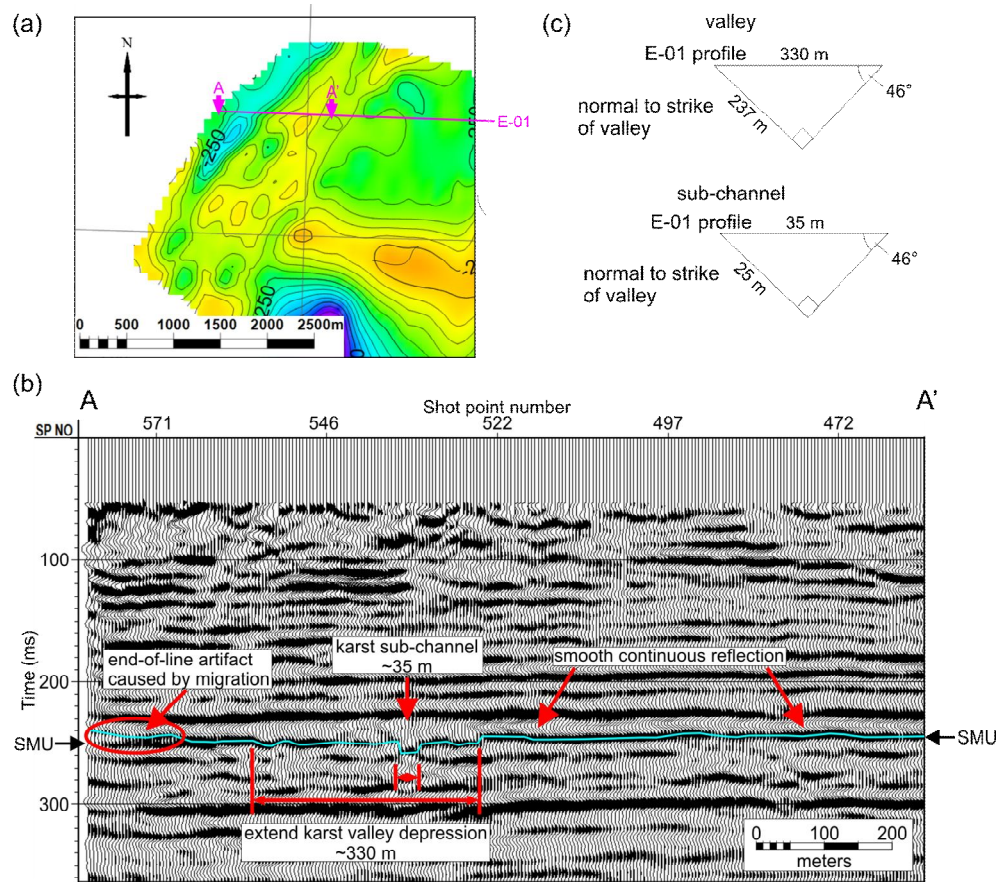 (a)
N
A
A'
E-01
-250
250
250
-2
0 500 1000 1500 2000 2500m
(c)
valley
E-01 profile
330 m
46°
237 m
normal to strike
of valley
sub-channel
E-01 profile
35 m
46°
25 m
normal to strike
of valley
(b)
A
Shot point number
A'
SP NO
571
546
522
497
472
Time (ms)
100
200
300
end-of-line artifact
caused by migration
karst sub-channel
~35 m
smooth continuous reflection
SMU
SMU
extend karst valley depression
~330 m
0 100 200
meters